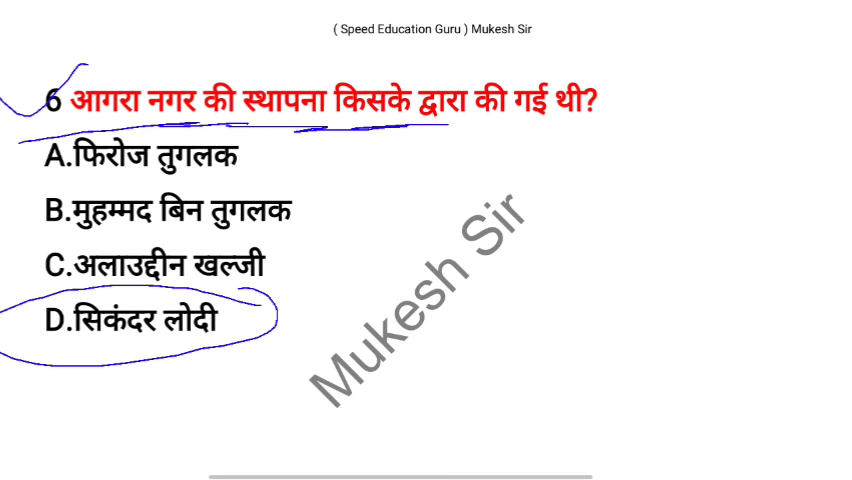 ( Speed Education Guru ) Mukesh Sir
6 आगरा नगर की स्थापना किसके द्वारा की गई थी?
A.फिरोज तुगलक
B.मुहम्मद बिन तुगलक
C.अलाउद्दीन खल्जी
D.सिकंदर लोदी
Mukesh Sir